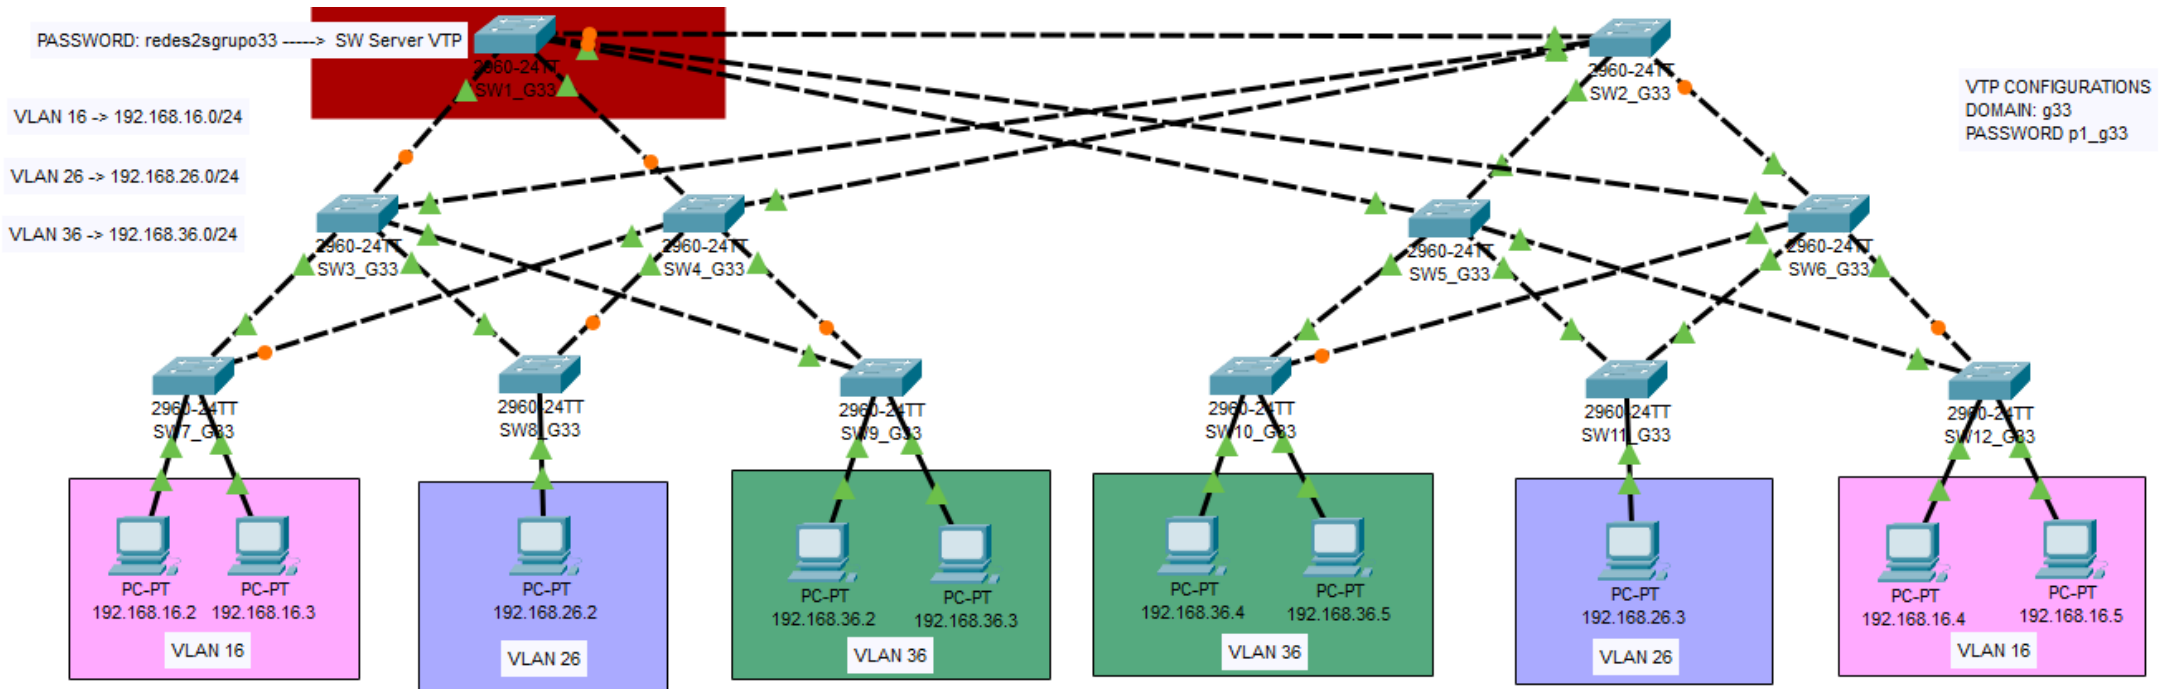 PASSWORD: redes2sgrupo33 -----> SW Server VTP
2960-24TT
SW1_G33
2960-24TT
SW2_G33
VTP CONFIGURATIONS
DOMAIN: g33
PASSWORD p1_g33
VLAN 16 -> 192.168.16.0/24
VLAN 26 -> 192.168.26.0/24
VLAN 36 -> 192.168.36.0/24
2960-24TT
SW3_G33
2960-24TT
SW4_G33
2960-24TT
SW5_G33
2960-24TT
SW6_G33
2960-24TT
SW7_G33
2960-24TT
SW8_G33
2960-24TT
SW9_G33
2960-24TT
SW10_G33
2960-24TT
SW11_G33
2960-24TT
SW12_G33
PC-PT
192.168.16.2
PC-PT
192.168.16.3
VLAN 16
PC-PT
192.168.26.2
VLAN 26
PC-PT
192.168.36.2
PC-PT
192.168.36.3
VLAN 36
PC-PT
192.168.36.4
PC-PT
192.168.36.5
VLAN 36
PC-PT
192.168.26.3
VLAN 26
PC-PT
192.168.16.4
PC-PT
192.168.16.5
VLAN 16